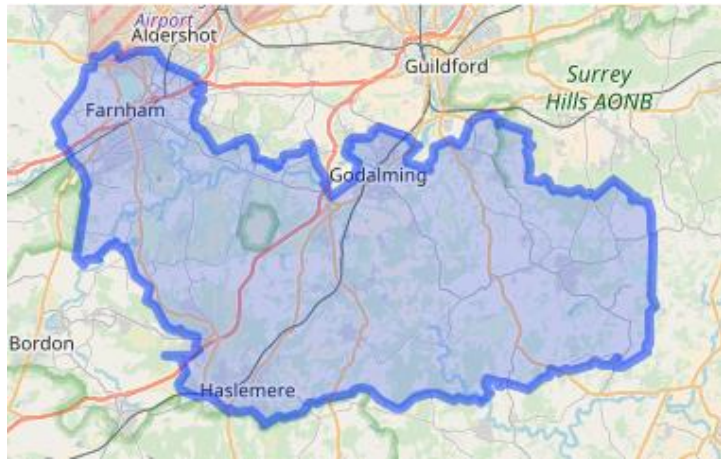 Airport
Aldershot
Guildford
Surrey
Hills AONB
Farnham
Godalming
Bordon
Haslemere